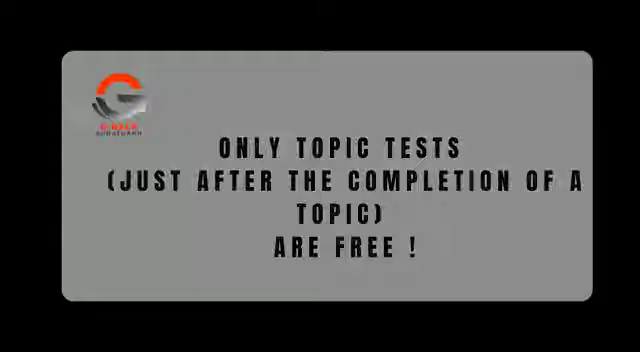 ONLY TOPIC TESTS
(JUST AFTER THE COMPLETION OF A
TOPIC)
ARE FREE !